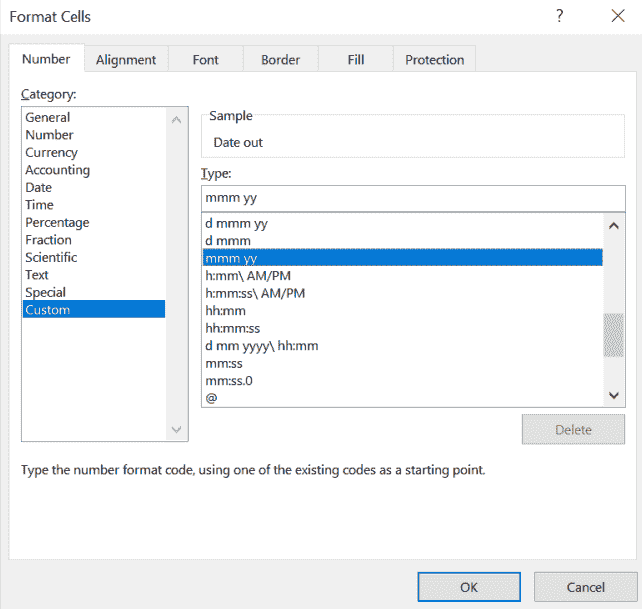 Format Cells
?
Number
Alignment
Font
Border
Fill
Protection
Category:
General
Number
Currency
Accounting
Date
Time
Percentage
Fraction
Scientific
Text
Special
Custom
Sample
Date out
Type:
mmm yy
d mmm yy
d mmm
mmm yy
h:mm\ AM/PM
h:mm:ss\ AM/PM
hh:mm
hh:mm:ss
d mm yyyy\ hh:mm
mm:ss
mm:ss.0
@
Delete
Type the number format code, using one of the existing codes as a starting point.
OK
Cancel